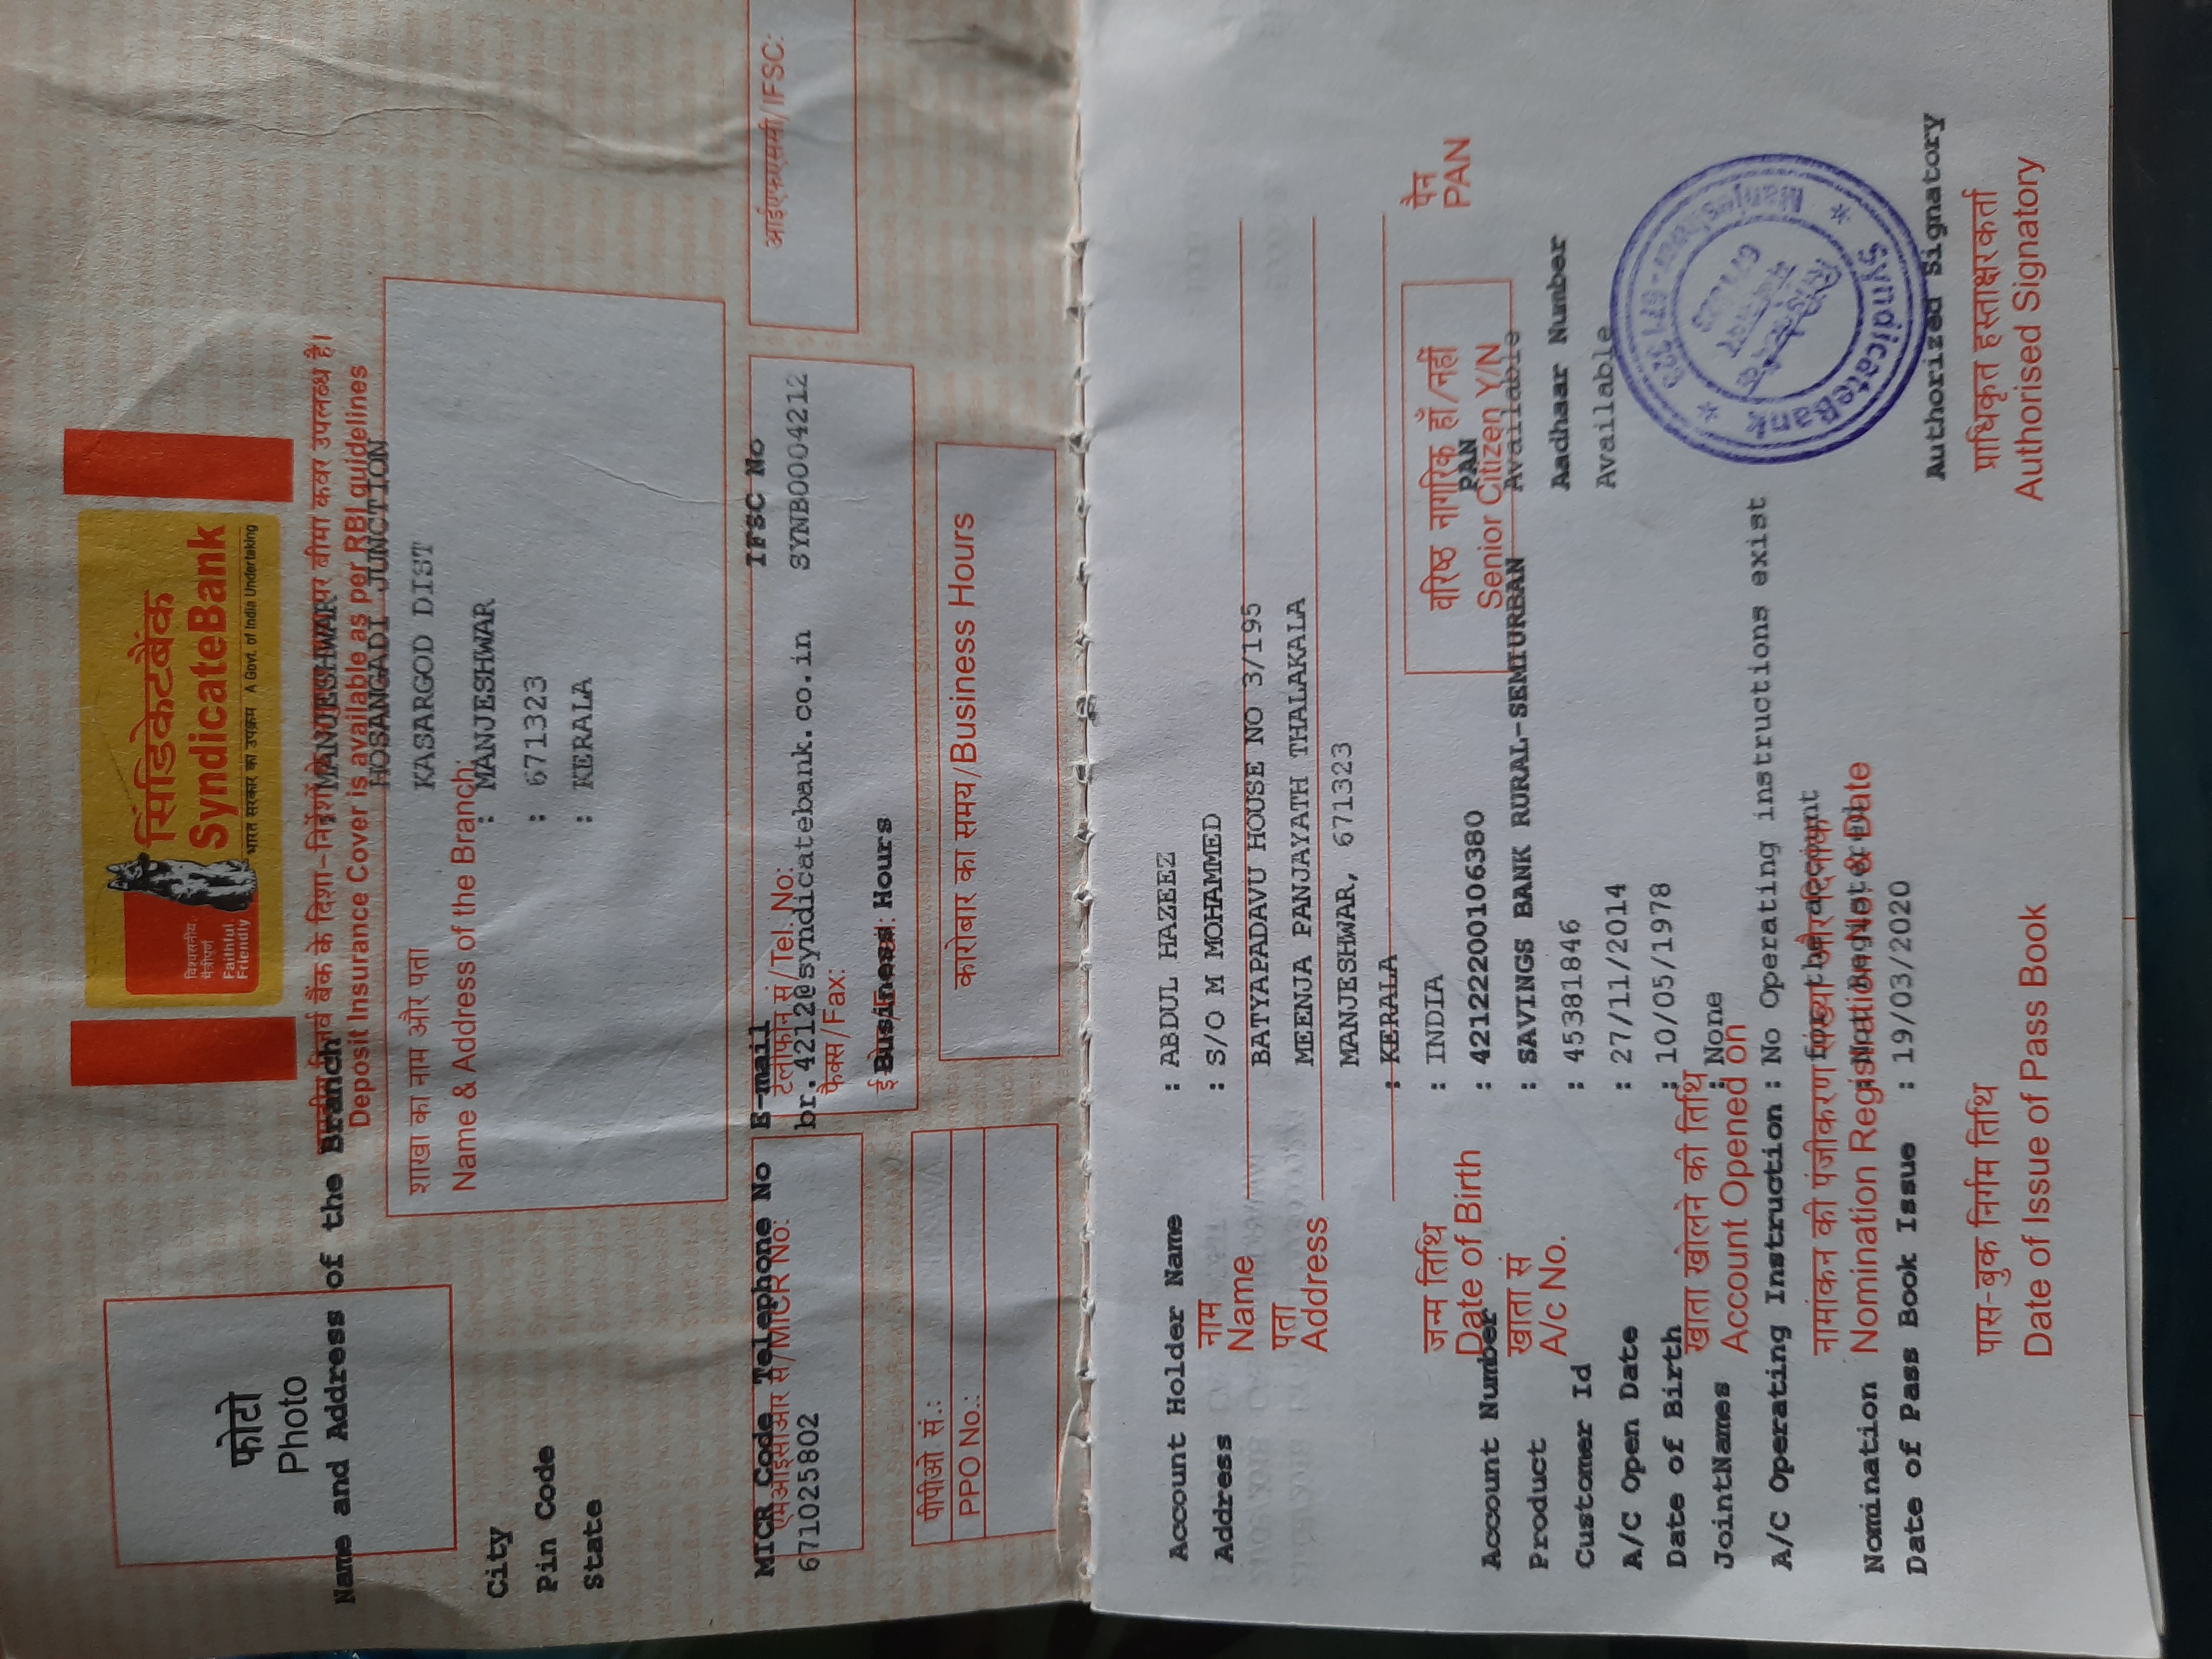 फोटो
Photo
विश्वसनीय. मैत्रीपूर्ण
Faithful. Friendly
सिंडिकेटबैंक
SyndicateBank
भारत सरकार का उपक्रम A Govt. of India Undertaking
रिजर्व बैंक के दिशा-निर्देशों पर बीमा कवर उपलब्ध है।
Name and Address of the Branch : MANJESHWAR
Deposit Insurance Cover is available as per RBI guidelines
HOSANGADI JUNCTION
शाखा का नाम और पता
KASARGOD DIST
Name & Address of the Branch:
City : MANJESHWAR
Pin Code : 671323
State : KERALA
MICR Code Telephone No E-mail IFSC No
एमआईसीआर सं/MICR No: टेलीफोन सं/Tel. No: आईएफएससी/IFSC:
671025802 br.4212@syndicatebank.co.in SYNB0004212
फैक्स/Fax:
Business Hours
पीपीओ सं.:
PPO No.:
कारोबार का समय/Business Hours
Account Holder Name : ABDUL HAZEEZ
Address : S/O M MOHAMMED
नाम
Name
BATYAPADAVU HOUSE NO 3/195
पता
Address
MEENJA PANJAYATH THALAKALA
MANJESHWAR, 671323
: KERALA
: INDIA
जन्म तिथि
Date of Birth
वरिष्ठ नागरिक हाँ/नहीं
Senior Citizen Y/N
पैन
PAN
Account Number : 42122200106380 PAN
खाता सं
A/c No.
Product : SAVINGS BANK RURAL-SEMIURBAN Available
Customer Id : 45381846 Aadhaar Number
A/C Open Date : 27/11/2014 Available
Date of Birth : 10/05/1978
खाता खोलने की तिथि
Account Opened on
JointNames : None
A/C Operating Instruction : No Operating instructions exist
for the account
नामांकन की पंजीकरण संख्या और दिनांक
Nomination Registration No. & Date
Nomination : Not Registered
Date of Pass Book Issue : 19/03/2020
SyndicateBank * Manjeshwar - 671323 *
Authorized Signatory
पास-बुक निर्गम तिथि
Date of Issue of Pass Book
प्राधिकृत हस्ताक्षरकर्ता
Authorised Signatory